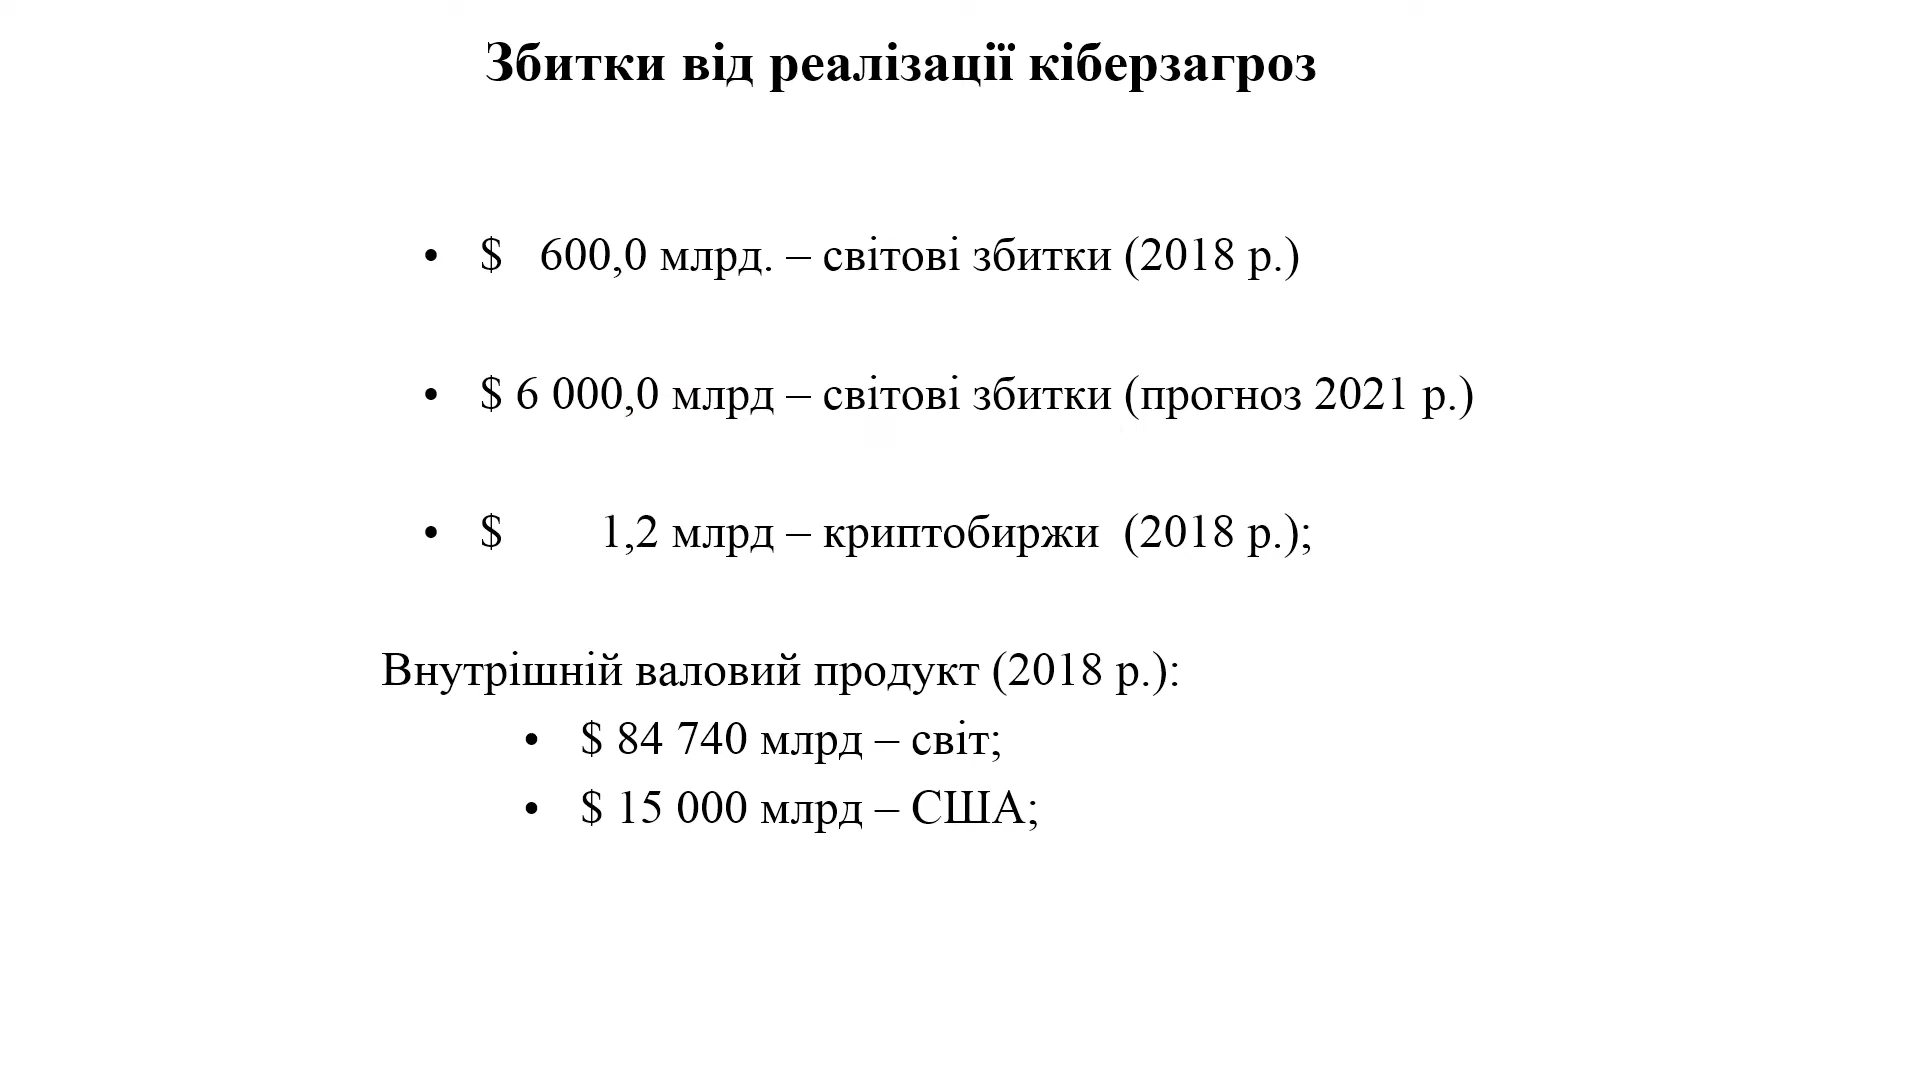 Збитки від реалізації кіберзагроз
• $ 600,0 млрд. – світові збитки (2018 р.)
• $ 6 000,0 млрд – світові збитки (прогноз 2021 р.)
• $ 1,2 млрд – криптобиржи (2018 р.);
Внутрішній валовий продукт (2018 р.):
• $ 84 740 млрд – світ;
• $ 15 000 млрд – США;